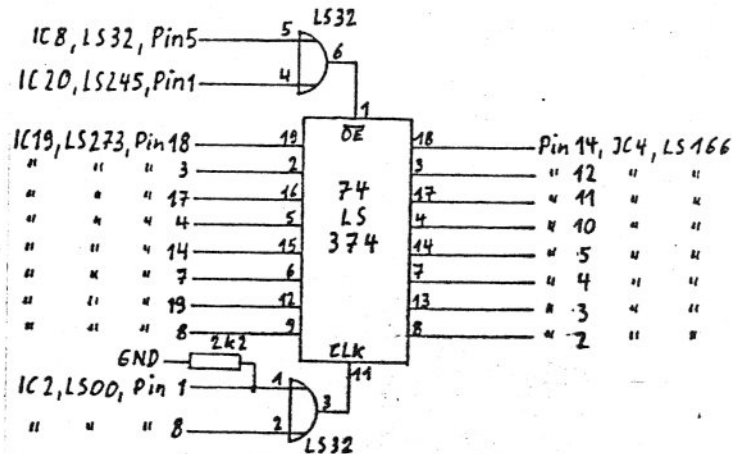 LS32
IC8, LS32, Pin5 5 6
IC20, LS245, Pin1 4
1
OE
IC19, LS273, Pin 18 19 18 Pin 14, IC4, LS166
" " " 3 2 3 " 12 " "
" " " 17 16 74 17 " 11 " "
" " " 4 5 LS 4 " 10 " "
" " " 14 15 374 14 " 5 " "
" " " 7 6 7 " 4 " "
" " " 19 12 13 " 3 " "
" " " 8 9 8 " 2 " "
2k2 CLK
GND 11
IC2, LS00, Pin 1 1 3
" " " 8 2
LS32